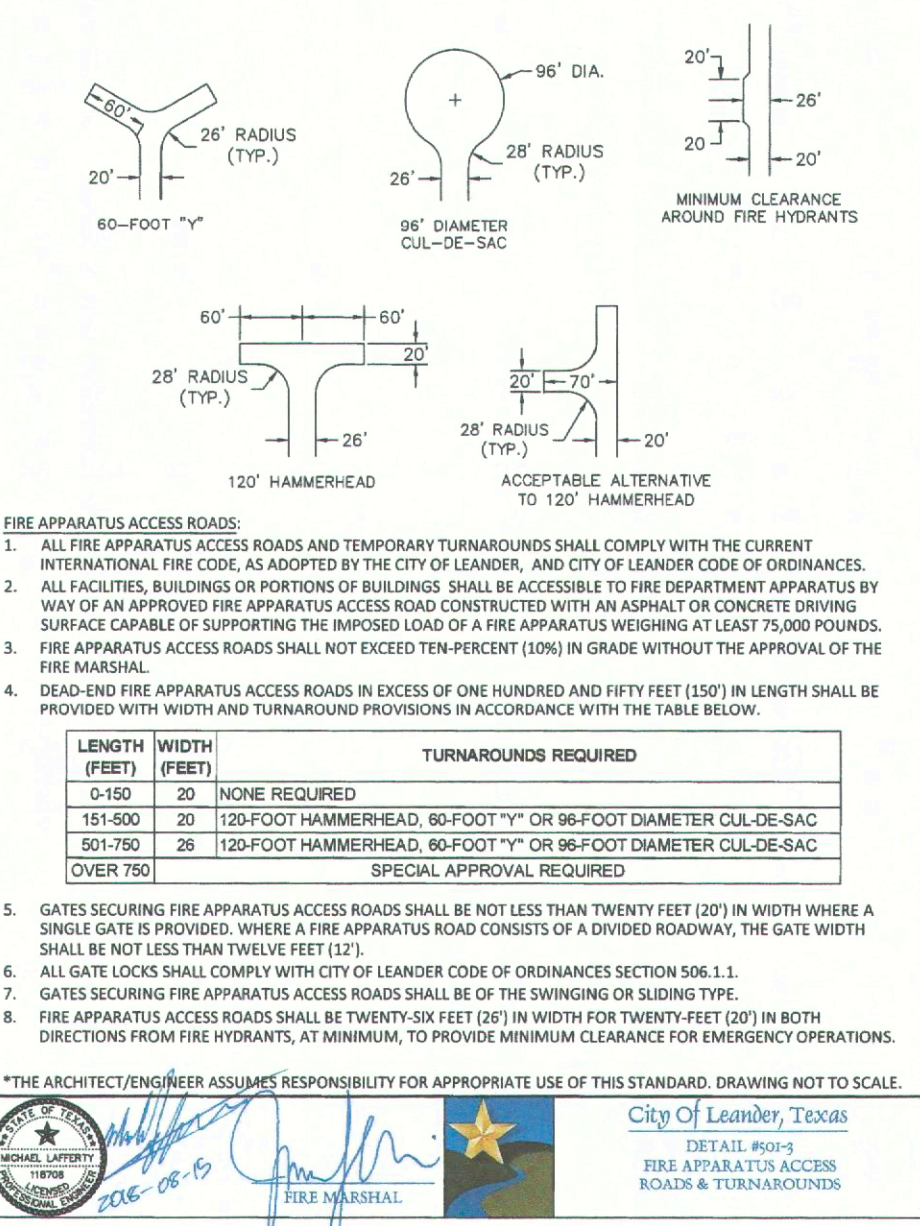 60'
26' RADIUS
(TYP.)
20'
60-FOOT "Y"
96' DIA.
28' RADIUS
(TYP.)
26'
96' DIAMETER
CUL-DE-SAC
20'
26'
20
20'
MINIMUM CLEARANCE
AROUND FIRE HYDRANTS
60'
60'
20'
28' RADIUS
(TYP.)
26'
120' HAMMERHEAD
20'
70'
28' RADIUS
(TYP.)
20'
ACCEPTABLE ALTERNATIVE
TO 120' HAMMERHEAD
FIRE APPARATUS ACCESS ROADS:
1. ALL FIRE APPARATUS ACCESS ROADS AND TEMPORARY TURNAROUNDS SHALL COMPLY WITH THE CURRENT
INTERNATIONAL FIRE CODE, AS ADOPTED BY THE CITY OF LEANDER, AND CITY OF LEANDER CODE OF ORDINANCES.
2. ALL FACILITIES, BUILDINGS OR PORTIONS OF BUILDINGS SHALL BE ACCESSIBLE TO FIRE DEPARTMENT APPARATUS BY
WAY OF AN APPROVED FIRE APPARATUS ACCESS ROAD CONSTRUCTED WITH AN ASPHALT OR CONCRETE DRIVING
SURFACE CAPABLE OF SUPPORTING THE IMPOSED LOAD OF A FIRE APPARATUS WEIGHING AT LEAST 75,000 POUNDS.
3. FIRE APPARATUS ACCESS ROADS SHALL NOT EXCEED TEN-PERCENT (10%) IN GRADE WITHOUT THE APPROVAL OF THE
FIRE MARSHAL.
4. DEAD-END FIRE APPARATUS ACCESS ROADS IN EXCESS OF ONE HUNDRED AND FIFTY FEET (150') IN LENGTH SHALL BE
PROVIDED WITH WIDTH AND TURNAROUND PROVISIONS IN ACCORDANCE WITH THE TABLE BELOW.
LENGTH (FEET) WIDTH (FEET) TURNAROUNDS REQUIRED
0-150 20 NONE REQUIRED
151-500 20 120-FOOT HAMMERHEAD, 60-FOOT "Y" OR 96-FOOT DIAMETER CUL-DE-SAC
501-750 26 120-FOOT HAMMERHEAD, 60-FOOT "Y" OR 96-FOOT DIAMETER CUL-DE-SAC
OVER 750 SPECIAL APPROVAL REQUIRED
5. GATES SECURING FIRE APPARATUS ACCESS ROADS SHALL BE NOT LESS THAN TWENTY FEET (20') IN WIDTH WHERE A
SINGLE GATE IS PROVIDED. WHERE A FIRE APPARATUS ROAD CONSISTS OF A DIVIDED ROADWAY, THE GATE WIDTH
SHALL BE NOT LESS THAN TWELVE FEET (12').
6. ALL GATE LOCKS SHALL COMPLY WITH CITY OF LEANDER CODE OF ORDINANCES SECTION 506.1.1.
7. GATES SECURING FIRE APPARATUS ACCESS ROADS SHALL BE OF THE SWINGING OR SLIDING TYPE.
8. FIRE APPARATUS ACCESS ROADS SHALL BE TWENTY-SIX FEET (26') IN WIDTH FOR TWENTY-FEET (20') IN BOTH
DIRECTIONS FROM FIRE HYDRANTS, AT MINIMUM, TO PROVIDE MINIMUM CLEARANCE FOR EMERGENCY OPERATIONS.
*THE ARCHITECT/ENGINEER ASSUMES RESPONSIBILITY FOR APPROPRIATE USE OF THIS STANDARD. DRAWING NOT TO SCALE.
STATE OF TEXAS
MICHAEL LAFFERTY
118708
LICENSED
PROFESSIONAL ENGINEER
FIRE MARSHAL
City Of Leander, Texas
DETAIL #501-3
FIRE APPARATUS ACCESS
ROADS & TURNAROUNDS